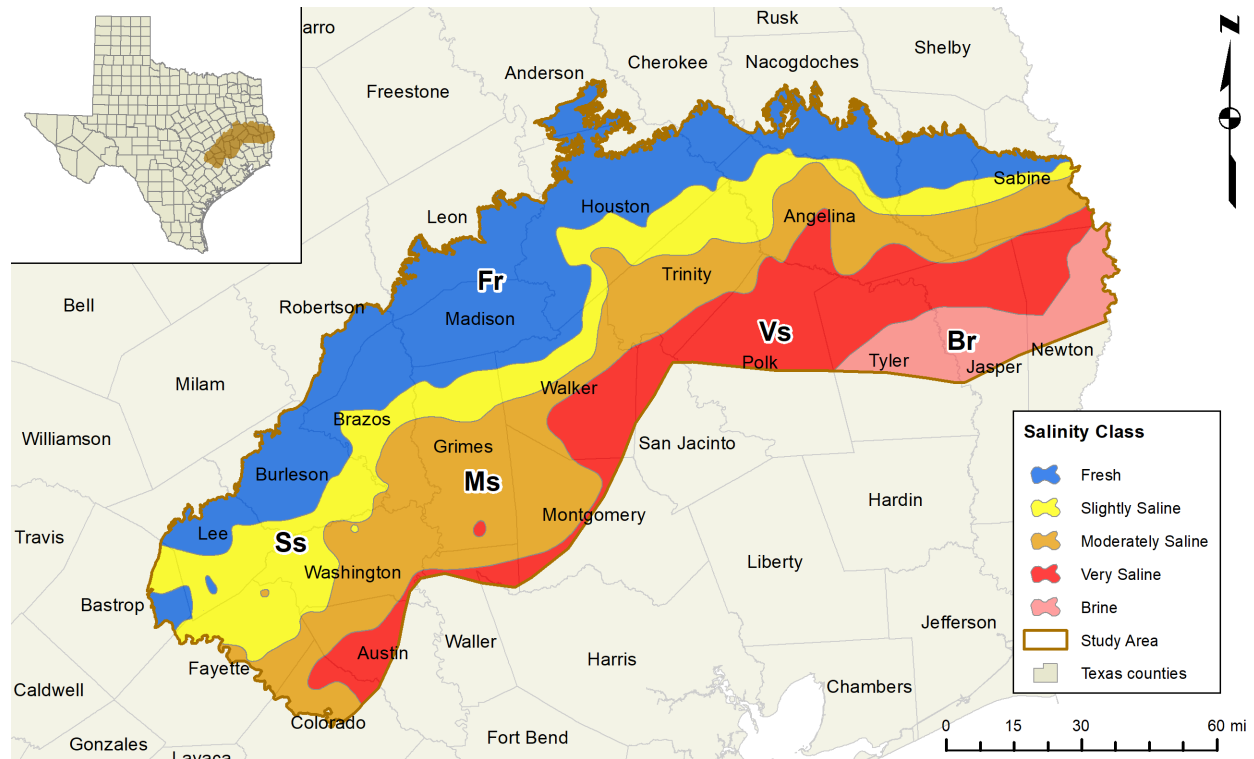 Z
arro
Rusk
Shelby
Anderson
Cherokee
Nacogdoches
Freestone
Sabine
Houston
Leon
Angelina
Trinity
Fr
Bell
Robertson
Madison
Vs
Br
Newton
Polk
Tyler
Jasper
Milam
Walker
Brazos
Williamson
Grimes
San Jacinto
Salinity Class
Burleson
Ms
Fresh
Hardin
Slightly Saline
Montgomery
Travis
Lee
Ss
Moderately Saline
Washington
Liberty
Very Saline
Bastrop
Brine
Jefferson
Waller
Study Area
Austin
Harris
Fayette
Texas counties
Caldwell
Chambers
Colorado
Fort Bend
Gonzales
Lavaca
0 15 30 60 mi